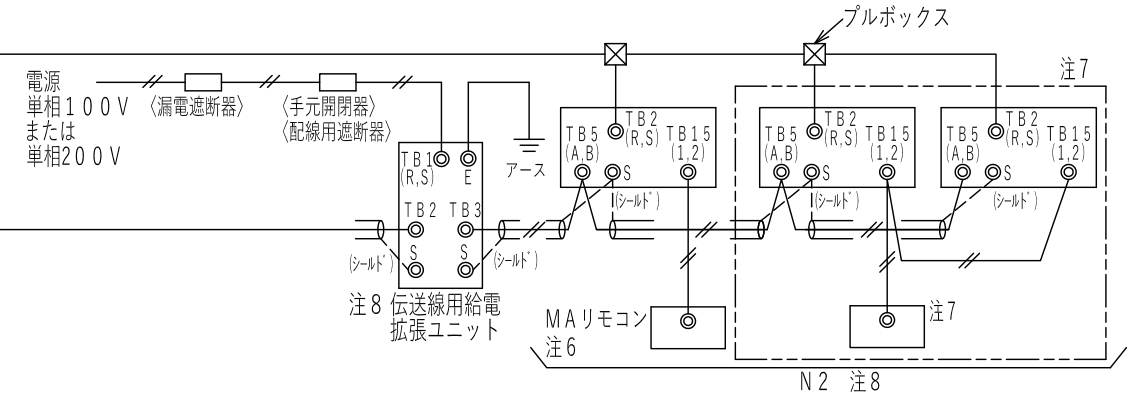 プルボックス
注7
電源
単相100V
または
単相200V
〈漏電遮断器〉
〈手元開閉器〉
〈配線用遮断器〉
アース
TB1
(R,S)
E
TB2
TB3
S
S
(シールド)
(シールド)
注8 伝送線用給電
拡張ユニット
TB5
(A,B)
TB2
(R,S)
S
TB15
(1,2)
(シールド)
TB5
(A,B)
TB2
(R,S)
S
TB15
(1,2)
(シールド)
TB5
(A,B)
TB2
(R,S)
S
TB15
(1,2)
(シールド)
MAリモコン
注6
注7
N2 注8